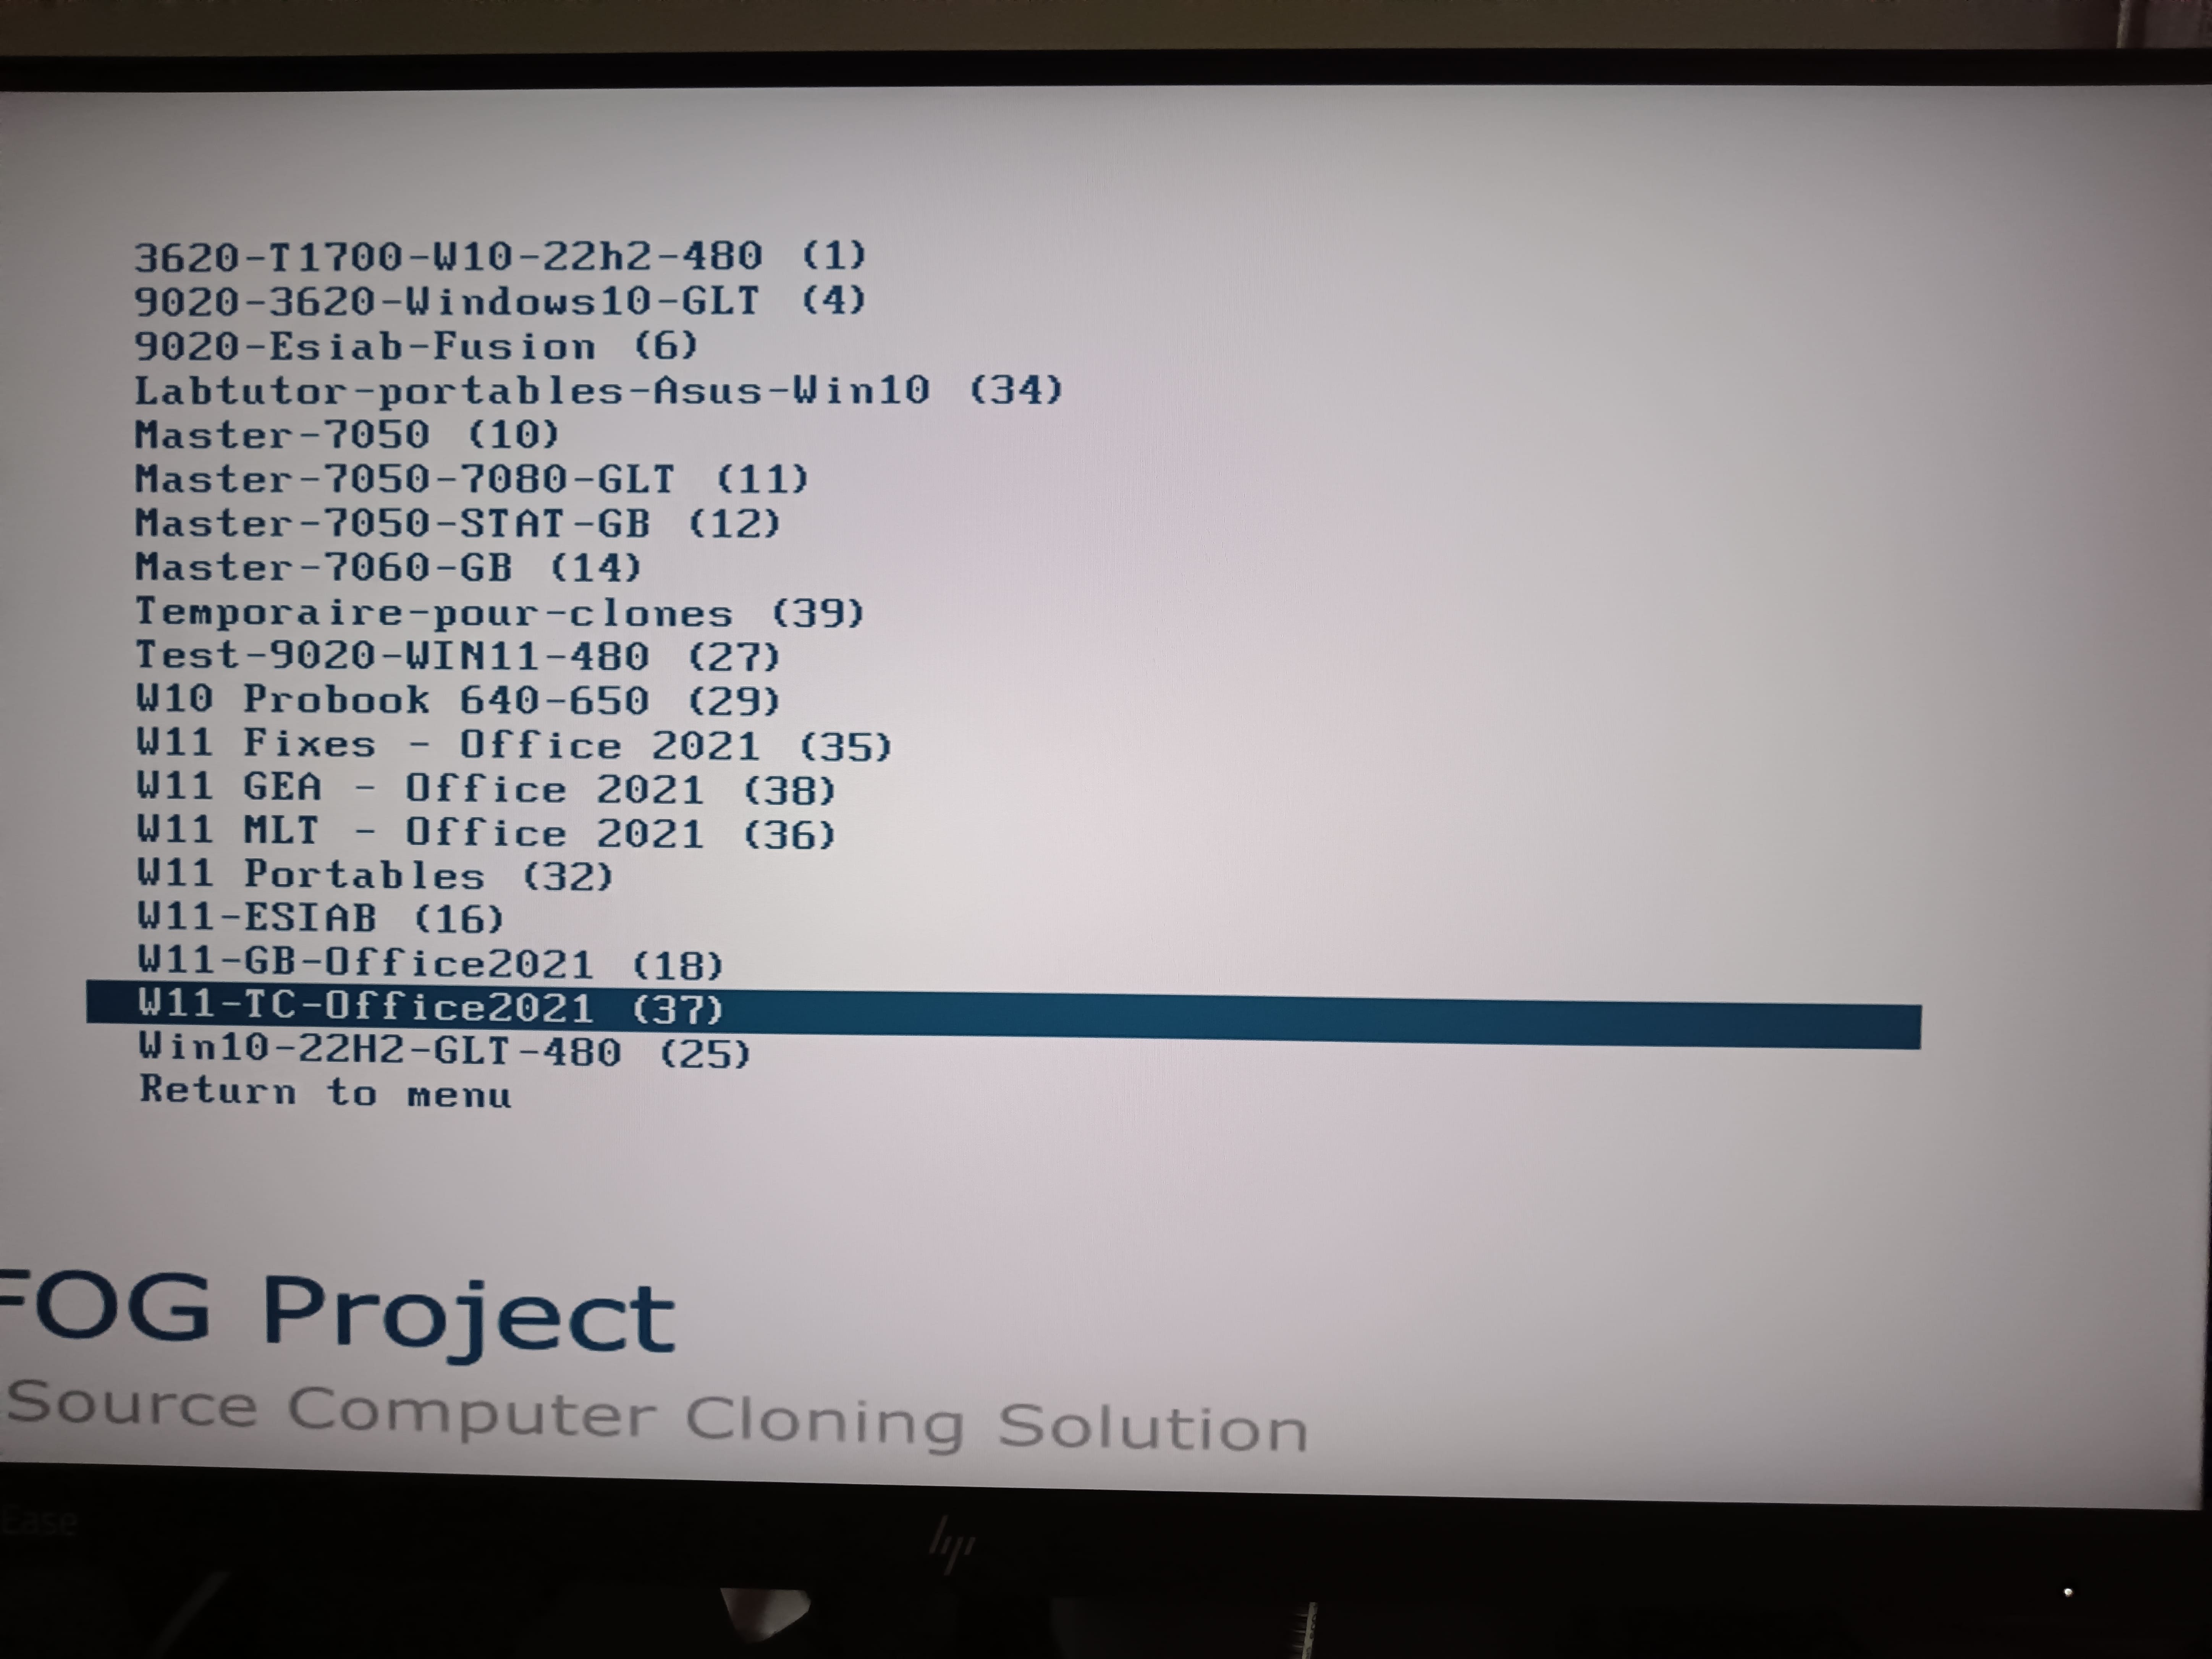 3620-T1700-W10-22h2-480 (1)
9020-3620-Windows10-GLT (4)
9020-Esiab-Fusion (6)
Labtutor-portables-Asus-Win10 (34)
Master-7050 (10)
Master-7050-7080-GLT (11)
Master-7050-STAT-GB (12)
Master-7060-GB (14)
Temporaire-pour-clones (39)
Test-9020-WIN11-480 (27)
W10 Probook 640-650 (29)
W11 Fixes - Office 2021 (35)
W11 GEA - Office 2021 (38)
W11 MLT - Office 2021 (36)
W11 Portables (32)
W11-ESIAB (16)
W11-GB-Office2021 (18)
W11-TC-Office2021 (37)
Win10-22H2-GLT-480 (25)
Return to menu
FOG Project
Source Computer Cloning Solution
Ease
hp